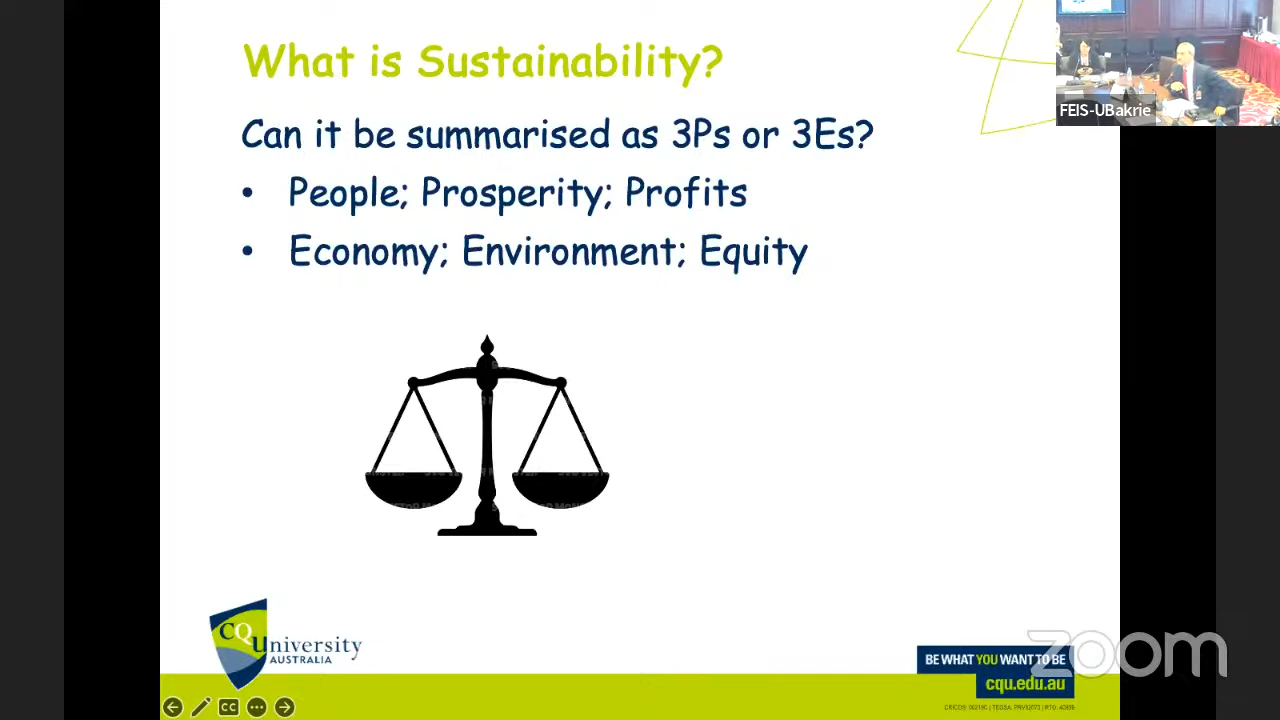 What is Sustainability?
FEIS-UBakrie
Can it be summarised as 3Ps or 3Es?
• People; Prosperity; Profits
• Economy; Environment; Equity
CQUniversity
AUSTRALIA
BE WHAT YOU WANT TO BE
cqu.edu.au
zoom
CC